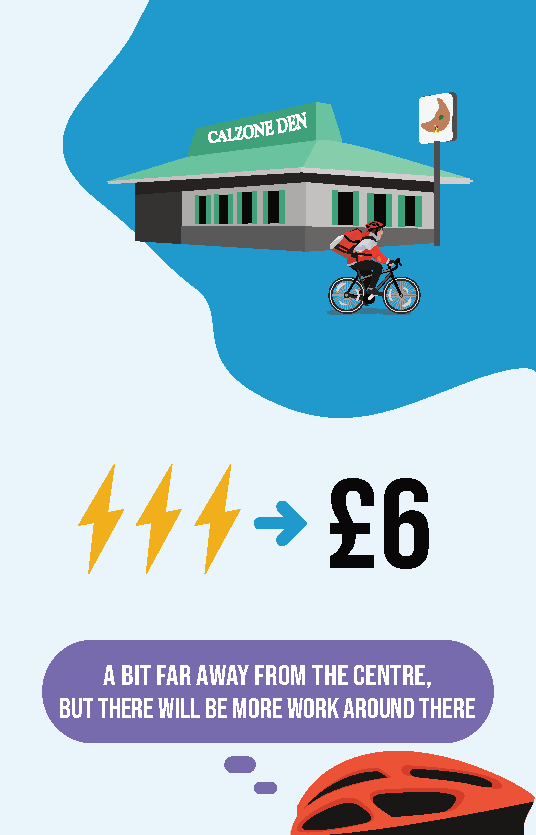 CALZONE DEN
£6
A BIT FAR AWAY FROM THE CENTRE,
BUT THERE WILL BE MORE WORK AROUND THERE